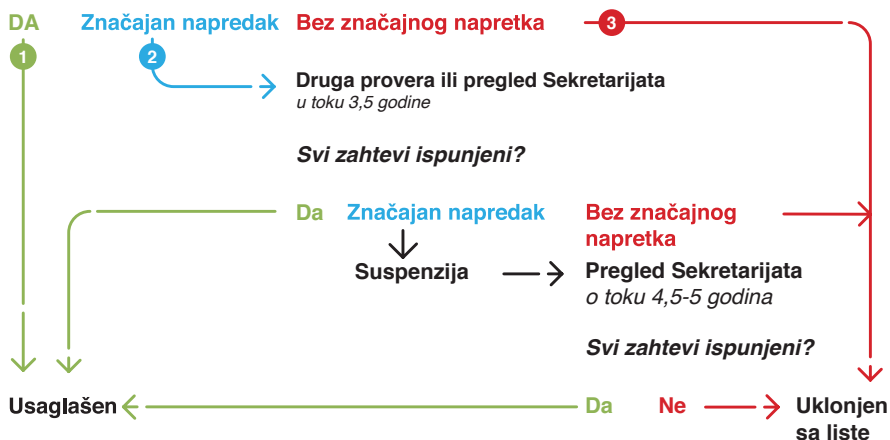 DA Značajan napredak Bez značajnog napretka 3
1 2
Druga provera ili pregled Sekretarijata
u toku 3,5 godine
Svi zahtevi ispunjeni?
Da Značajan napredak Bez značajnog
napretka
Suspenzija Pregled Sekretarijata
o toku 4,5-5 godina
Svi zahtevi ispunjeni?
Usaglašen Da Ne Uklonjen
sa liste